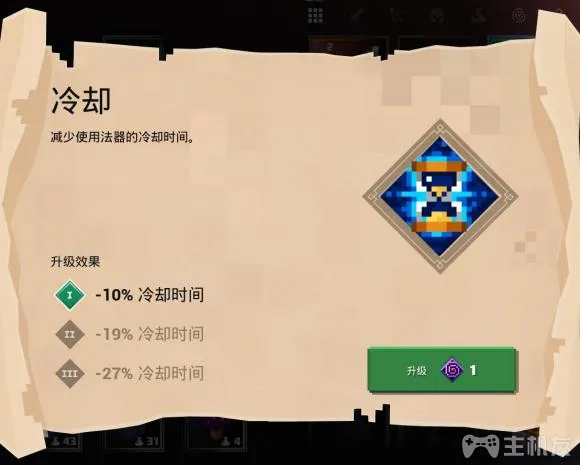 冷却
减少使用法器的冷却时间。
升级效果
I -10% 冷却时间
II -19% 冷却时间
III -27% 冷却时间
升级 1
43 31 4
主机友